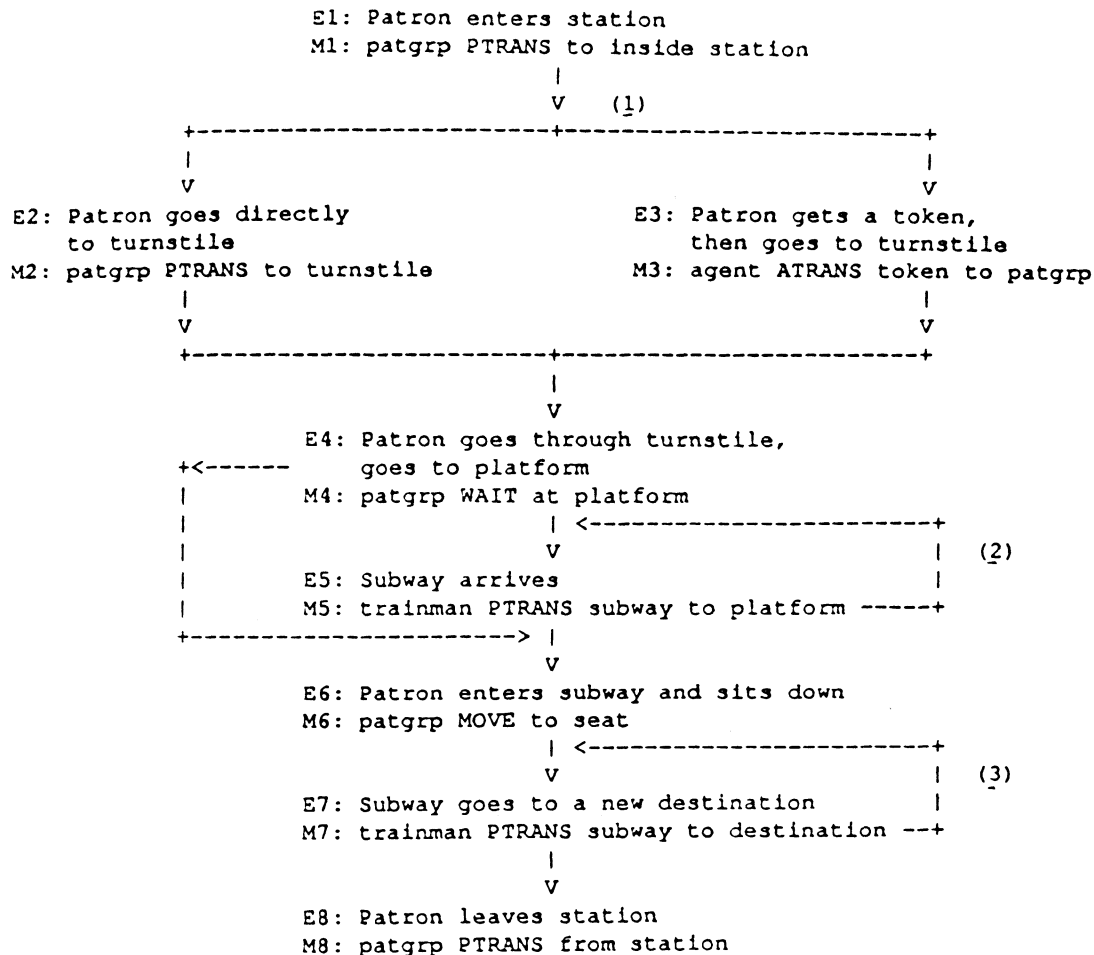 E1: Patron enters station
M1: patgrp PTRANS to inside station
(1)
E2: Patron goes directly
to turnstile
M2: patgrp PTRANS to turnstile
E3: Patron gets a token,
then goes to turnstile
M3: agent ATRANS token to patgrp
E4: Patron goes through turnstile,
goes to platform
M4: patgrp WAIT at platform
(2)
E5: Subway arrives
M5: trainman PTRANS subway to platform
E6: Patron enters subway and sits down
M6: patgrp MOVE to seat
(3)
E7: Subway goes to a new destination
M7: trainman PTRANS subway to destination
E8: Patron leaves station
M8: patgrp PTRANS from station